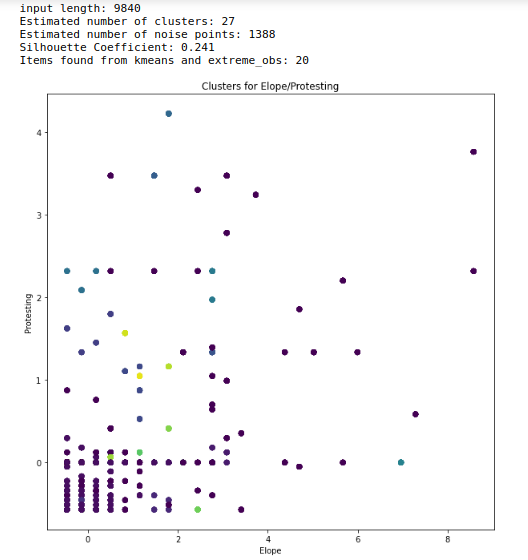 input length: 9840
Estimated number of clusters: 27
Estimated number of noise points: 1388
Silhouette Coefficient: 0.241
Items found from kmeans and extreme_obs: 20
Clusters for Elope/Protesting
4
3
2
1
0
Protesting
0 2 4 6 8
Elope